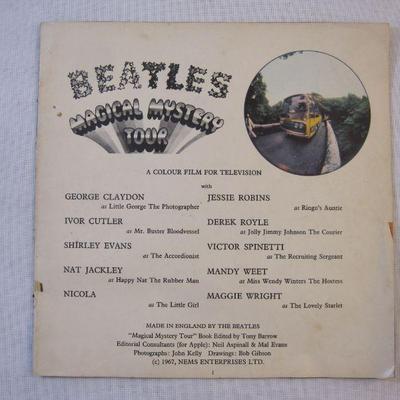 BEATLES
MAGICAL MYSTERY
TOUR
A COLOUR FILM FOR TELEVISION
with
GEORGE CLAYDON
as Little George The Photographer
JESSIE ROBINS
as Ringo's Auntie
IVOR CUTLER
as Mr. Buster Bloodvessel
DEREK ROYLE
as Jolly Jimmy Johnson The Courier
SHIRLEY EVANS
as The Accordionist
VICTOR SPINETTI
as The Recruiting Sergeant
NAT JACKLEY
as Happy Nat The Rubber Man
MANDY WEET
as Miss Wendy Winters The Hostess
NICOLA
as The Little Girl
MAGGIE WRIGHT
as The Lovely Starlet
MADE IN ENGLAND BY THE BEATLES
"Magical Mystery Tour" Book Edited by Tony Barrow
Editorial Consultants (for Apple): Neil Aspinall & Mal Evans
Photographs: John Kelly Drawings: Bob Gibson
(c) 1967, NEMS ENTERPRISES LTD.
1